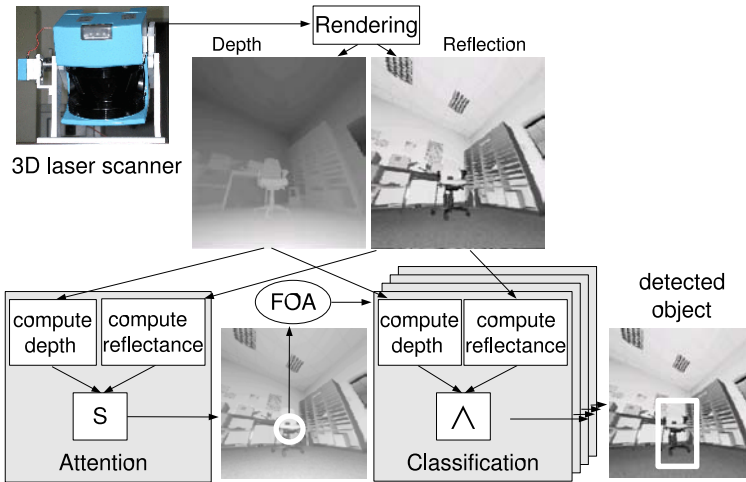 Rendering
Depth
Reflection
3D laser scanner
FOA
detected
object
compute
depth
compute
reflectance
compute
depth
compute
reflectance
S
∧
Attention
Classification